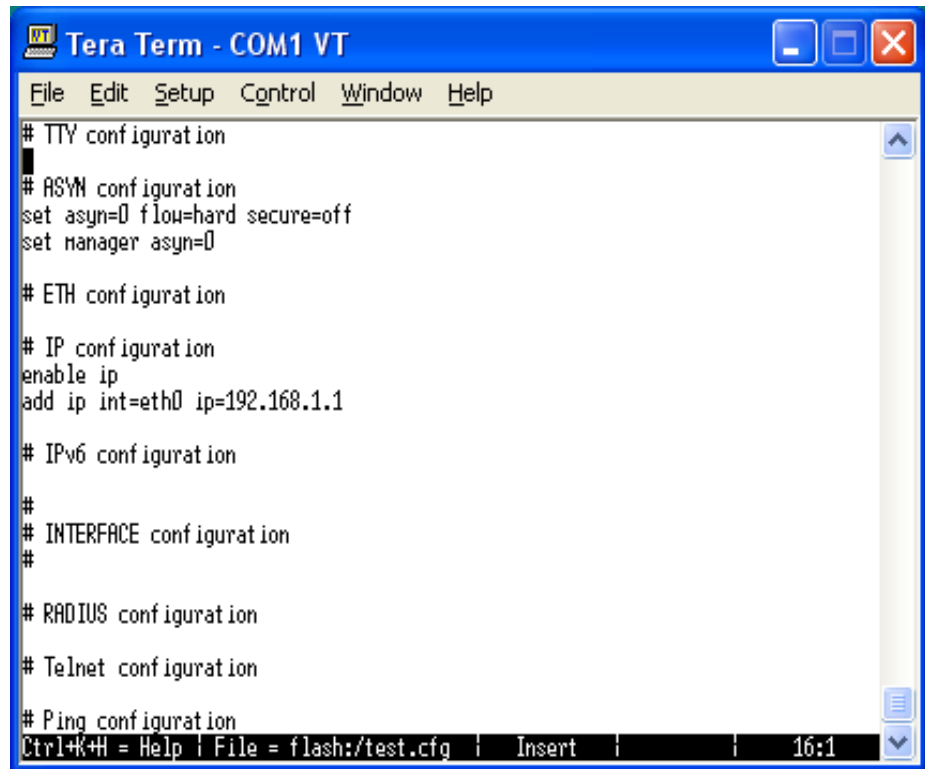 VT
Tera Term - COM1 VT
File Edit Setup Control Window Help
# TTY configuration
# ASYN configuration
set asyn=0 flow=hard secure=off
set manager asyn=0
# ETH configuration
# IP configuration
enable ip
add ip int=eth0 ip=192.168.1.1
# IPv6 configuration
#
# INTERFACE configuration
#
# RADIUS configuration
# Telnet configuration
# Ping configuration
Ctrl+K+H = Help | File = flash:/test.cfg | Insert | | 16:1